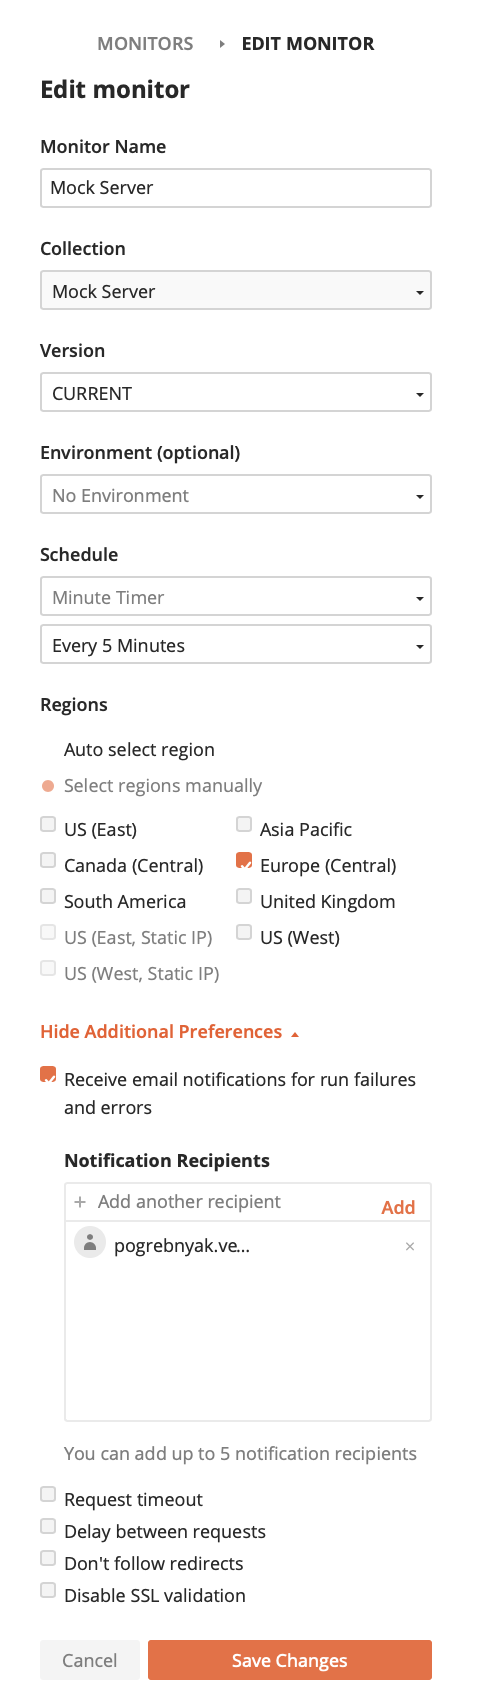 MONITORS EDIT MONITOR
Edit monitor
Monitor Name
Mock Server
Collection
Mock Server
Version
CURRENT
Environment (optional)
No Environment
Schedule
Minute Timer
Every 5 Minutes
Regions
Auto select region
Select regions manually
US (East) Asia Pacific
Canada (Central) Europe (Central)
South America United Kingdom
US (East, Static IP) US (West)
US (West, Static IP)
Hide Additional Preferences
Receive email notifications for run failures
and errors
Notification Recipients
+ Add another recipient Add
pogrebnyak.ve... ×
You can add up to 5 notification recipients
Request timeout
Delay between requests
Don't follow redirects
Disable SSL validation
Cancel Save Changes